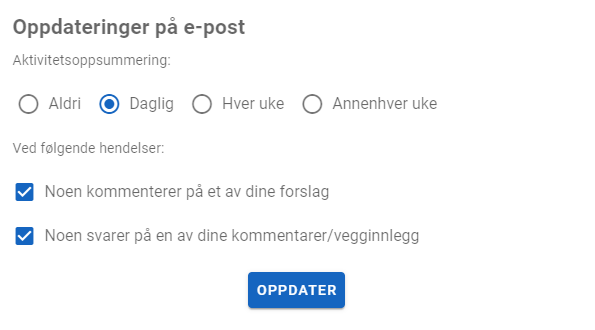 Oppdateringer på e-post
Aktivitetsoppsummering:
Aldri Daglig Hver uke Annenhver uke
Ved følgende hendelser:
Noen kommenterer på et av dine forslag
Noen svarer på en av dine kommentarer/vegginnlegg
OPPDATER